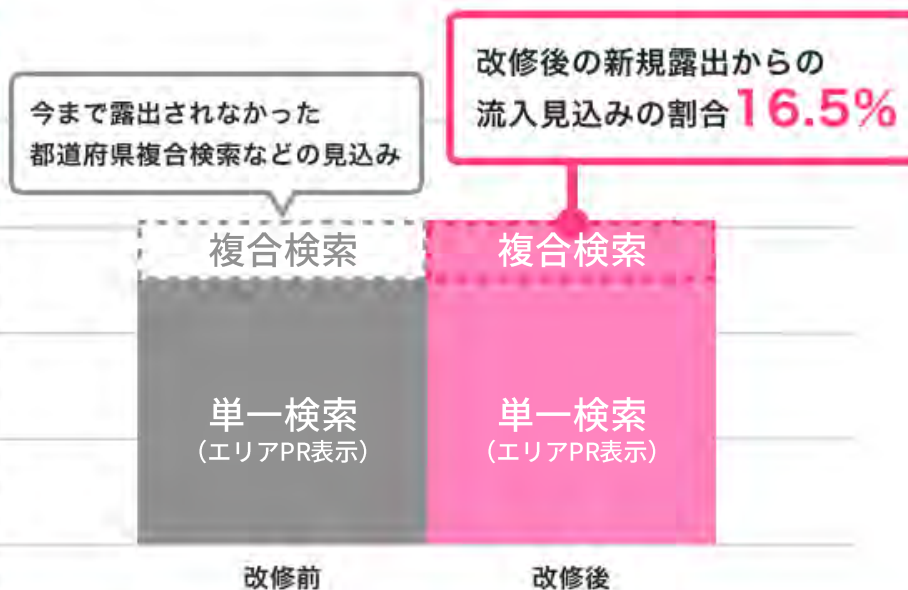 改修後の新規露出からの
流入見込みの割合16.5%
今まで露出されなかった
都道府県複合検索などの見込み
複合検索
複合検索
単一検索
（エリアPR表示）
単一検索
（エリアPR表示）
改修前
改修後